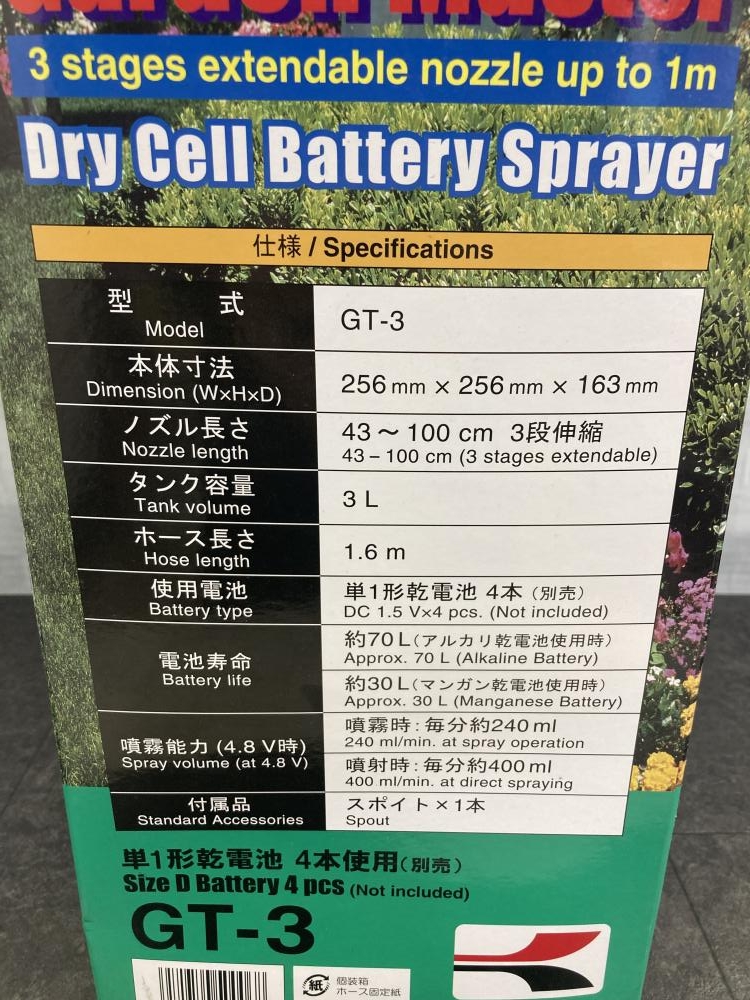 Garden Master
3 stages extendable nozzle up to 1m
Dry Cell Battery Sprayer
仕様 / Specifications
型 式
Model
GT-3
本体寸法
Dimension (W×H×D)
256 mm × 256 mm × 163 mm
ノズル長さ
Nozzle length
43～100 cm 3段伸縮
43－100 cm (3 stages extendable)
タンク容量
Tank volume
3 L
ホース長さ
Hose length
1.6 m
使用電池
Battery type
単1形乾電池 4本（別売）
DC 1.5 V×4 pcs. (Not included)
電池寿命
Battery life
約70 L（アルカリ乾電池使用時）
Approx. 70 L (Alkaline Battery)
約30 L（マンガン乾電池使用時）
Approx. 30 L (Manganese Battery)
噴霧能力 (4.8 V時)
Spray volume (at 4.8 V)
噴霧時：毎分約240 ml
240 ml/min. at spray operation
噴射時：毎分約400 ml
400 ml/min. at direct spraying
付属品
Standard Accessories
スポイト×1本
Spout
単1形乾電池 4本使用（別売）
Size D Battery 4 pcs (Not included)
GT-3
紙
個装箱
ホース固定紙